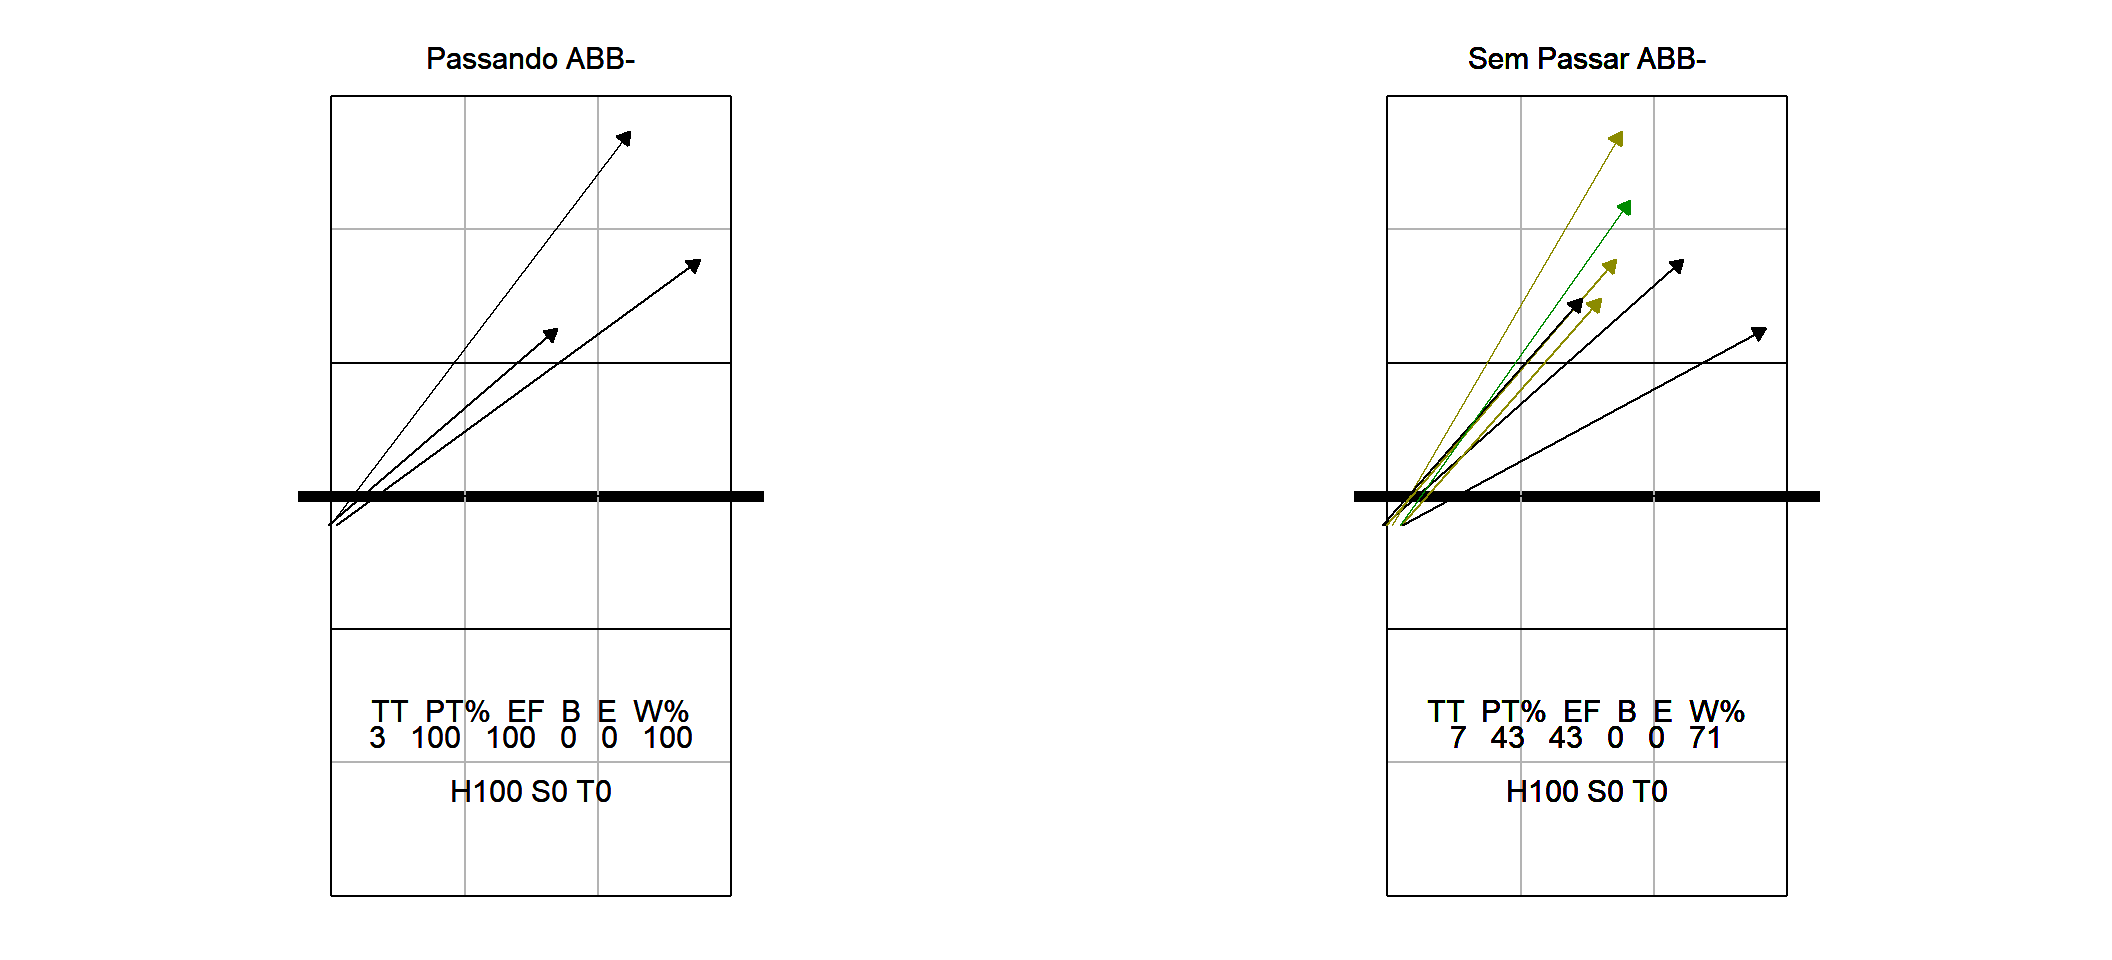 Passando ABB-
TT PT% EF B E W%
3 100 100 0 0 100
H100 S0 T0
Sem Passar ABB-
TT PT% EF B E W%
7 43 43 0 0 71
H100 S0 T0